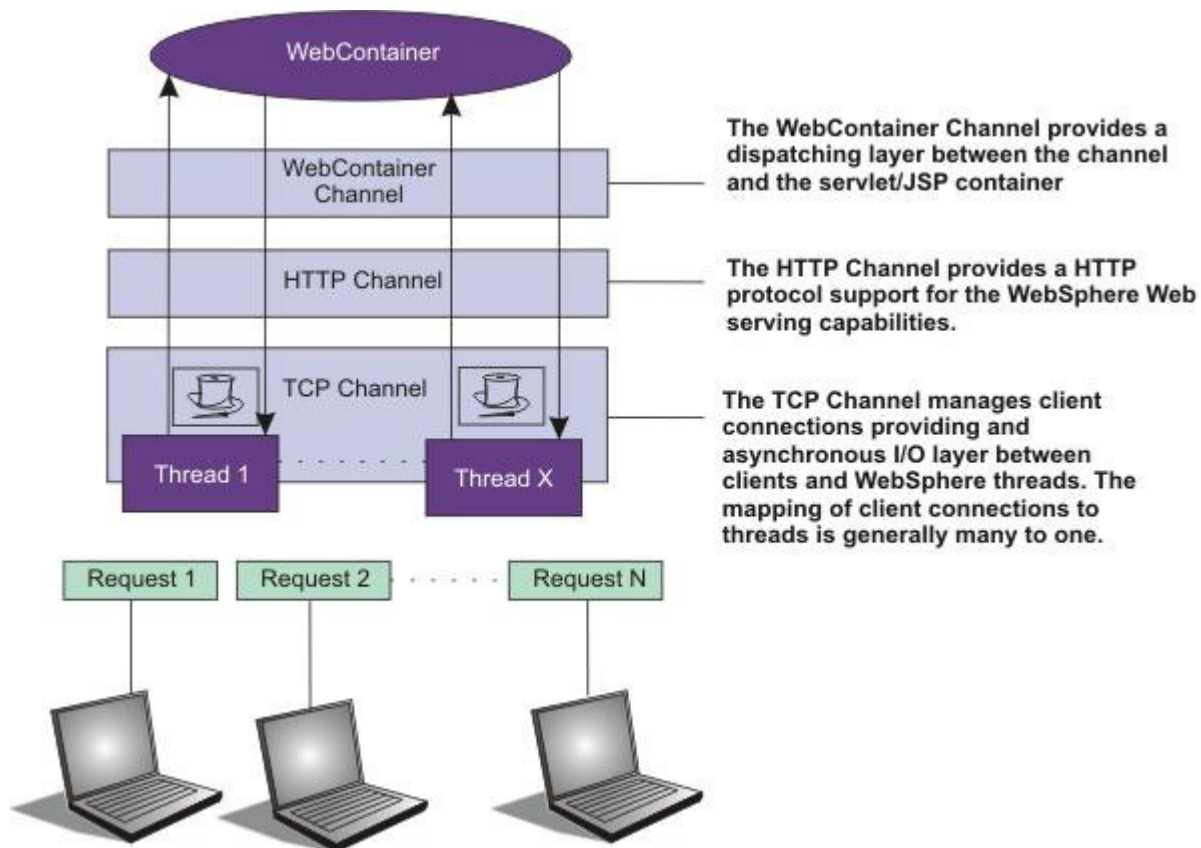 WebContainer
WebContainer
Channel
The WebContainer Channel provides a
dispatching layer between the channel
and the servlet/JSP container
HTTP Channel
The HTTP Channel provides a HTTP
protocol support for the WebSphere Web
serving capabilities.
TCP Channel
Thread 1
Thread X
The TCP Channel manages client
connections providing and
asynchronous I/O layer between
clients and WebSphere threads. The
mapping of client connections to
threads is generally many to one.
Request 1
Request 2
Request N